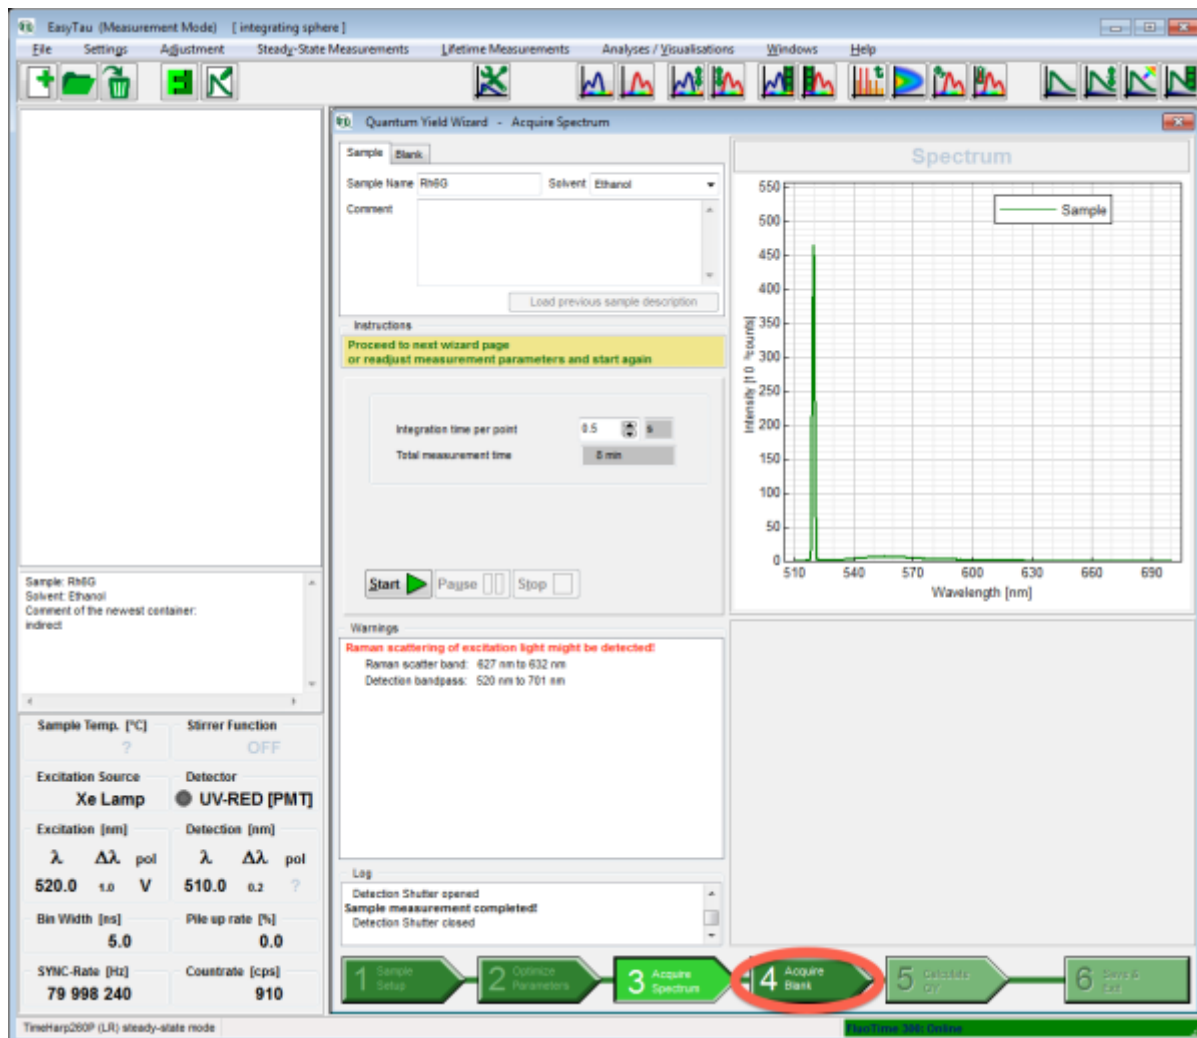 EasyTau (Measurement Mode) [ integrating sphere ]
File Settings Adjustment Steady-State Measurements Lifetime Measurements Analyses / Visualisations Windows Help
Quantum Yield Wizard - Acquire Spectrum
Sample Blank
Sample Name Rh6G Solvent Ethanol
Comment
Load previous sample description
Instructions
Proceed to next wizard page
or readjust measurement parameters and start again
Integration time per point 0.5 s
Total measurement time 8 min
Start Pause Stop
Spectrum
Sample
550
500
450
400
350
300
250
200
150
100
50
0
510 540 570 600 630 660 690
Wavelength [nm]
Sample: Rh6G
Solvent: Ethanol
Comment of the newest container:
indirect
Warnings
Raman scattering of excitation light might be detected!
Raman scatter band: 627 nm to 632 nm
Detection bandpass: 520 nm to 701 nm
Sample Temp. [°C] Stirrer Function
? OFF
Excitation Source Detector
Xe Lamp UV-RED [PMT]
Excitation [nm] Detection [nm]
λ Δλ pol λ Δλ pol
520.0 1.0 V 510.0 0.2 ?
Bin Width [ns] Pile up rate [%]
5.0 0.0
SYNC-Rate [Hz] Countrate [cps]
79 998 240 910
Log
Detection Shutter opened
Sample measurement completed!
Detection Shutter closed
1 Sample Setup
2 Optimize Parameters
3 Acquire Spectrum
4 Acquire Blank
5 Calculate QY
6 Save & Exit
TimeHarp260P (LR) steady-state mode
FluoTime 300: Online